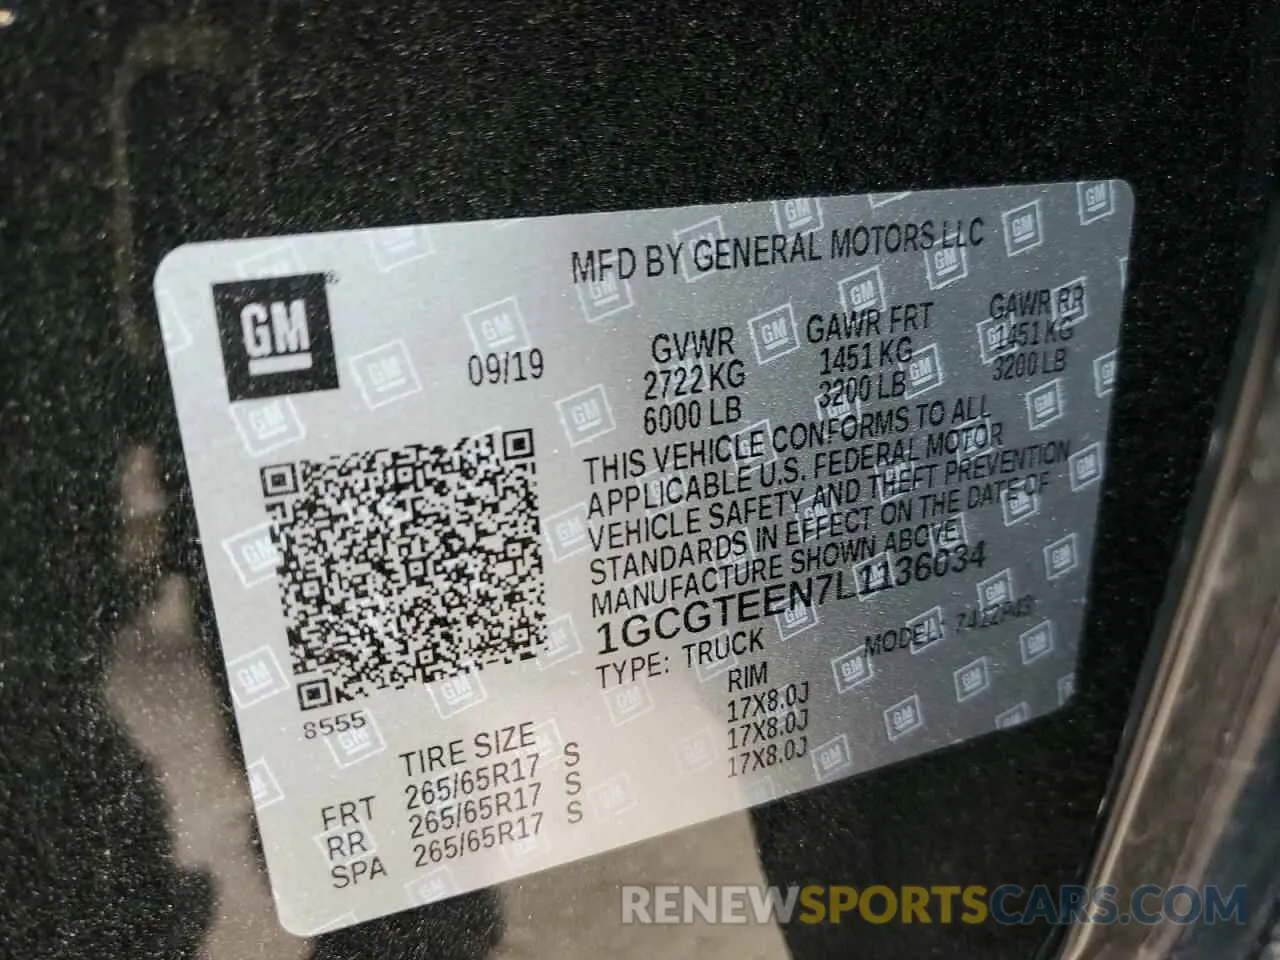 MFD BY GENERAL MOTORS LLC
GM
09/19
GVWR GAWR FRT GAWR RR
2722 KG 1451 KG 1451 KG
6000 LB 3200 LB 3200 LB
THIS VEHICLE CONFORMS TO ALL
APPLICABLE U.S. FEDERAL MOTOR
VEHICLE SAFETY AND THEFT PREVENTION
STANDARDS IN EFFECT ON THE DATE OF
MANUFACTURE SHOWN ABOVE
1GCGTEEN7L1136034
TYPE: TRUCK MODEL:
8555
TIRE SIZE RIM
FRT 265/65R17 S 17X8.0J
RR 265/65R17 S 17X8.0J
SPA 265/65R17 S 17X8.0J
RENEWSPORTSCARS.COM